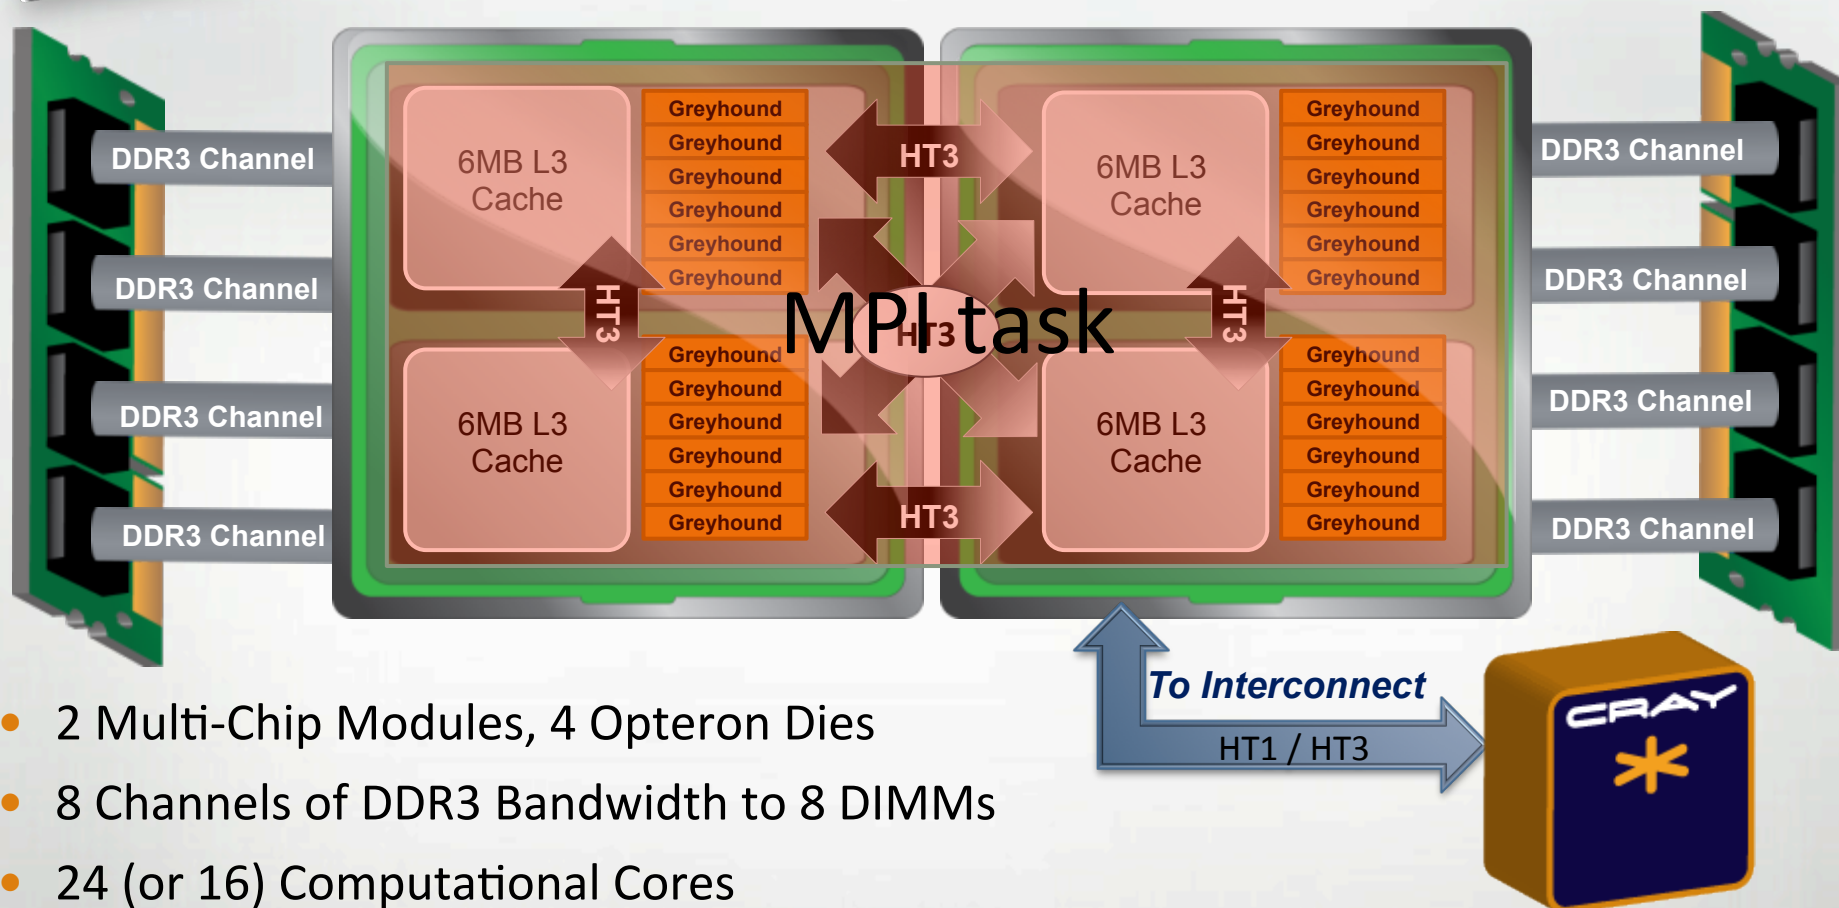 DDR3 Channel
DDR3 Channel
DDR3 Channel
DDR3 Channel
6MB L3
Cache
Greyhound
Greyhound
Greyhound
Greyhound
Greyhound
Greyhound
HT3
6MB L3
Cache
Greyhound
Greyhound
Greyhound
Greyhound
Greyhound
Greyhound
HT3
MPI task
HT3
HT3
6MB L3
Cache
Greyhound
Greyhound
Greyhound
Greyhound
Greyhound
Greyhound
HT3
6MB L3
Cache
Greyhound
Greyhound
Greyhound
Greyhound
Greyhound
Greyhound
DDR3 Channel
DDR3 Channel
DDR3 Channel
DDR3 Channel
To Interconnect
HT1 / HT3
CRAY
• 2 Multi-Chip Modules, 4 Opteron Dies
• 8 Channels of DDR3 Bandwidth to 8 DIMMs
• 24 (or 16) Computational Cores